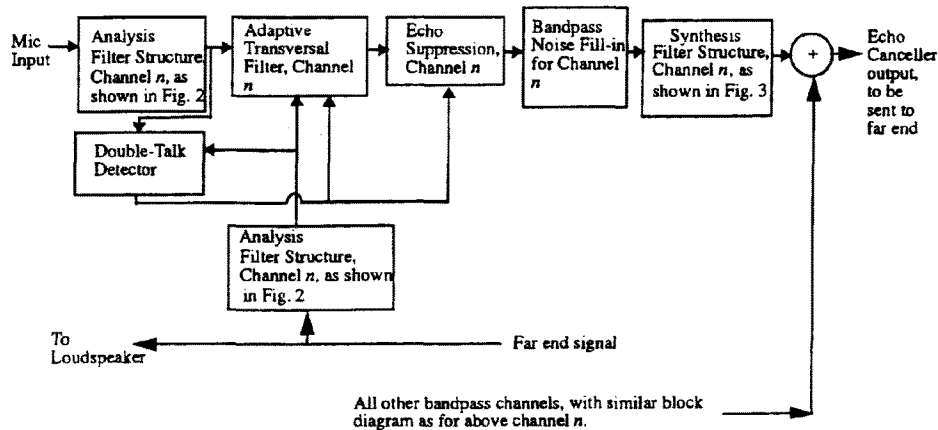 Mic
Input
Analysis
Filter Structure,
Channel n, as
shown in Fig. 2
Adaptive
Transversal
Filter, Channel
n
Echo
Suppression,
Channel n
Bandpass
Noise Fill-in
for Channel
n
Synthesis
Filter Structure,
Channel n, as
shown in Fig. 3
+
Echo
Canceller
output,
to be
sent to
far end
Double-Talk
Detector
Analysis
Filter Structure,
Channel n, as shown
in Fig. 2
To
Loudspeaker
Far end signal
All other bandpass channels, with similar block
diagram as for above channel n.